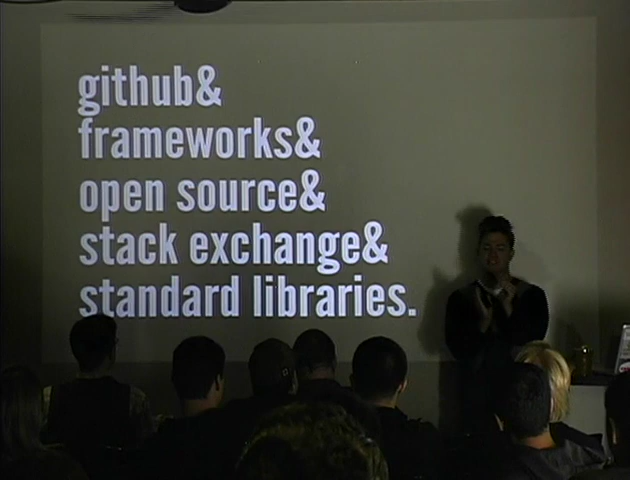 github&
frameworks&
open source&
stack exchange&
standard libraries.